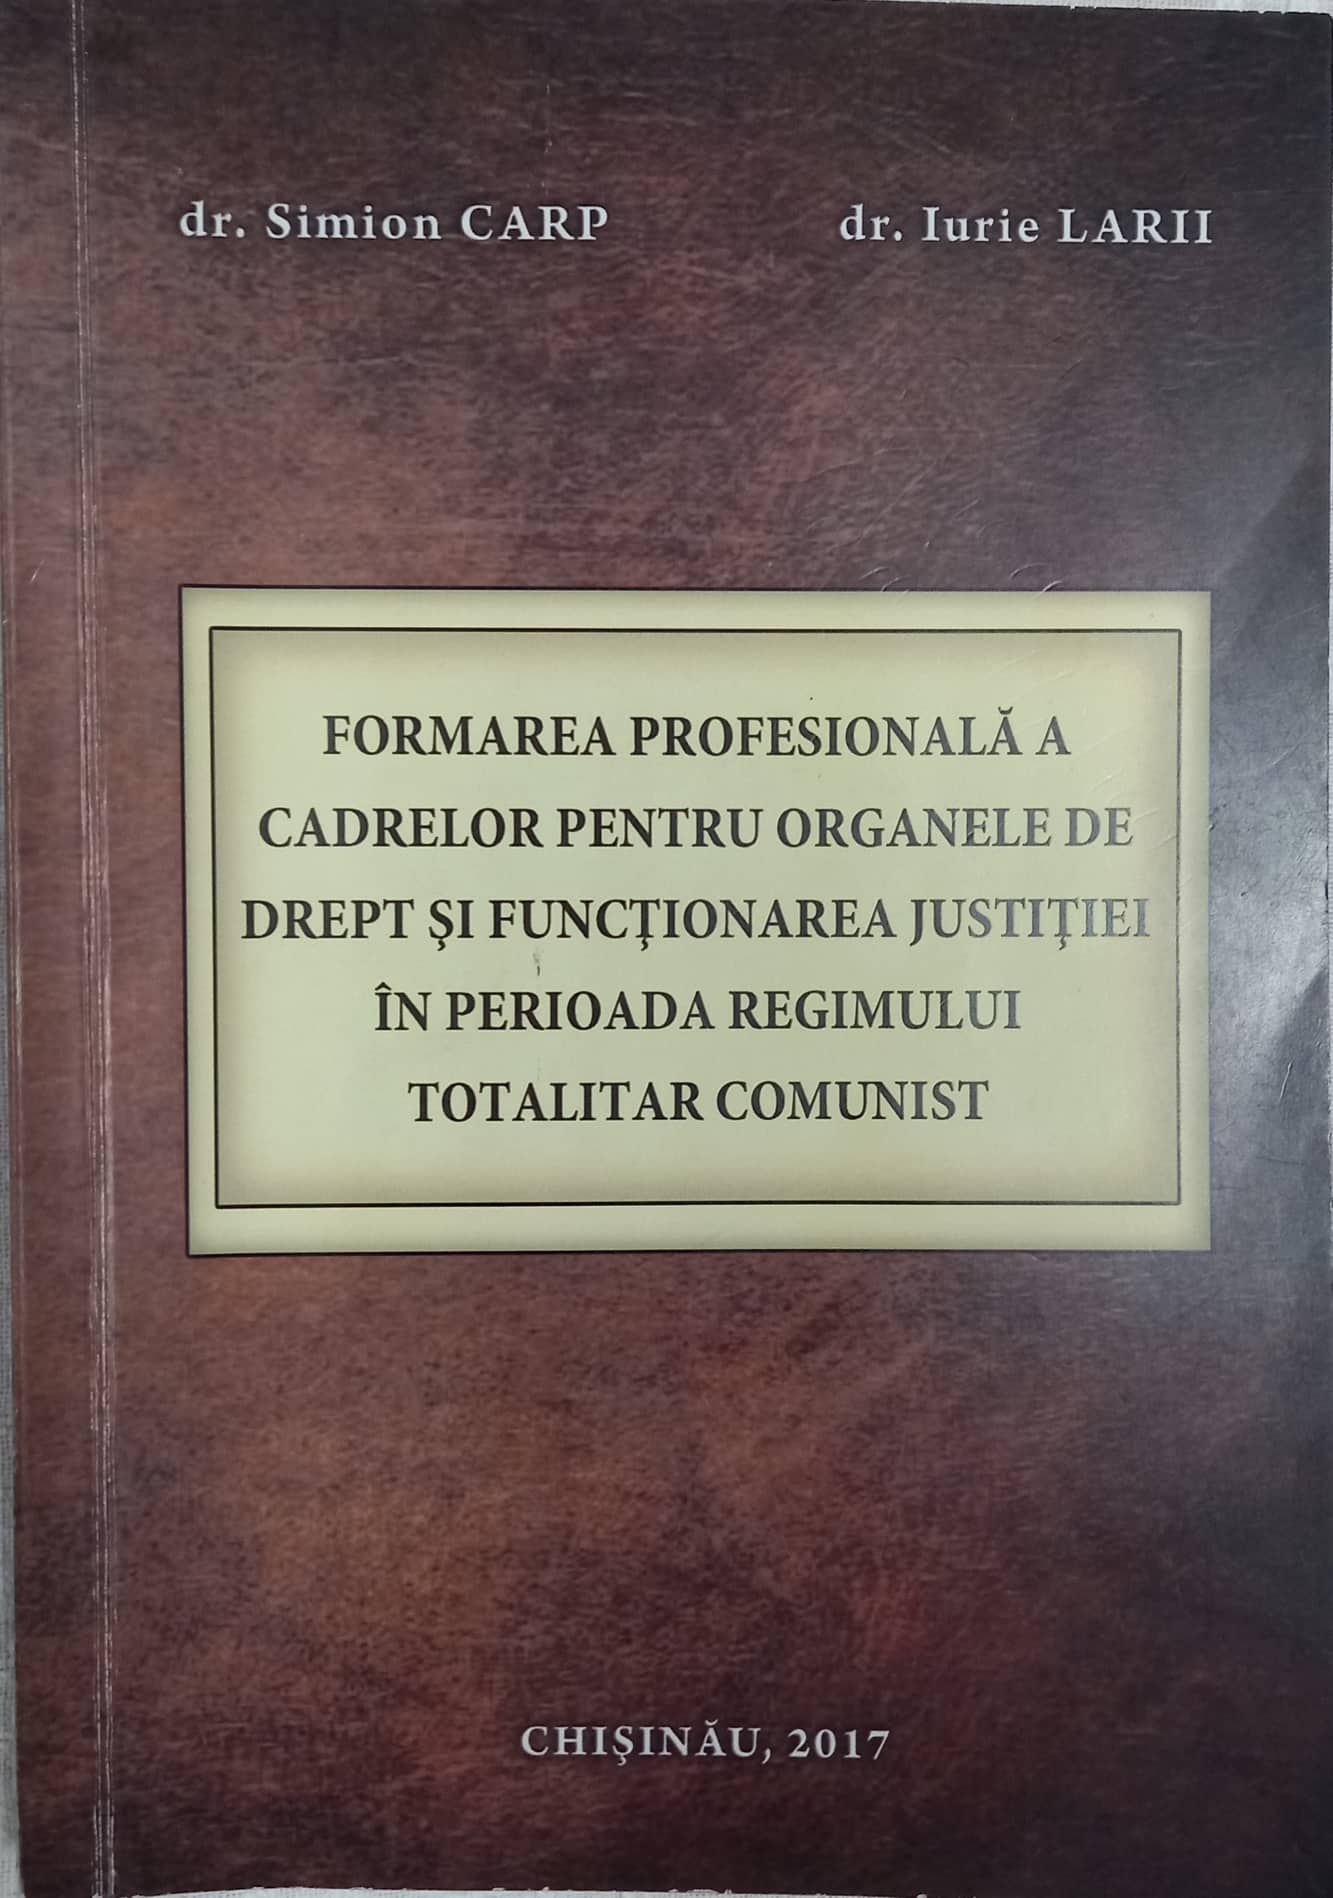 dr. Simion CARP
dr. Iurie LARII
FORMAREA PROFESIONALĂ A
CADRELOR PENTRU ORGANELE DE
DREPT ŞI FUNCŢIONAREA JUSTIŢIEI
ÎN PERIOADA REGIMULUI
TOTALITAR COMUNIST
CHIŞINĂU, 2017